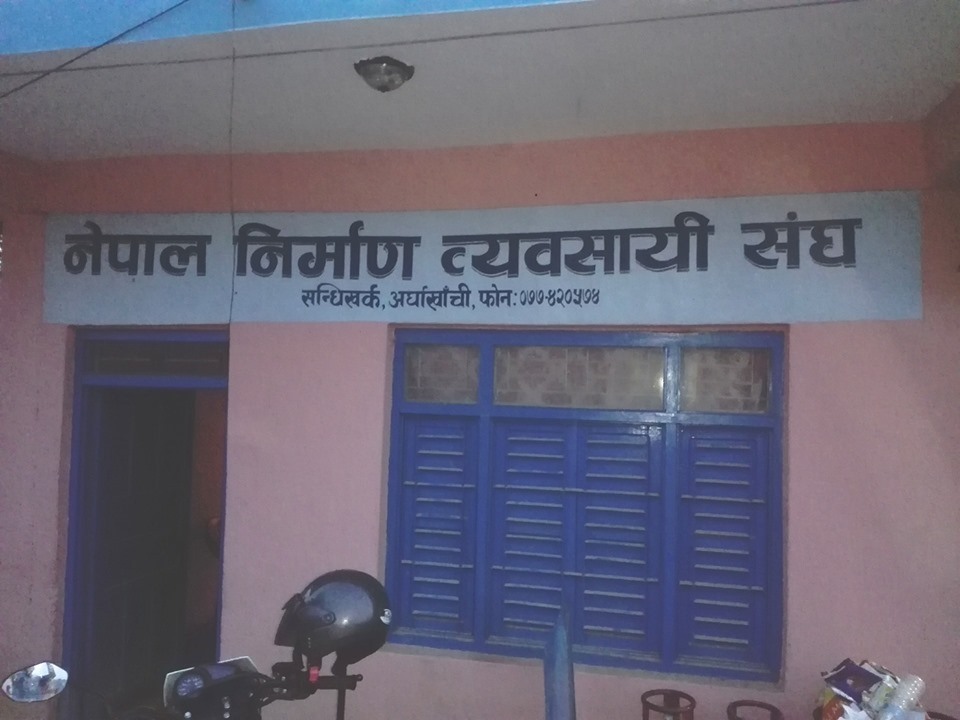 नेपाल निर्माण व्यवसायी संघ
सन्धिखर्क, अर्घाखाँची, फोन: ०७७-४२०५७४